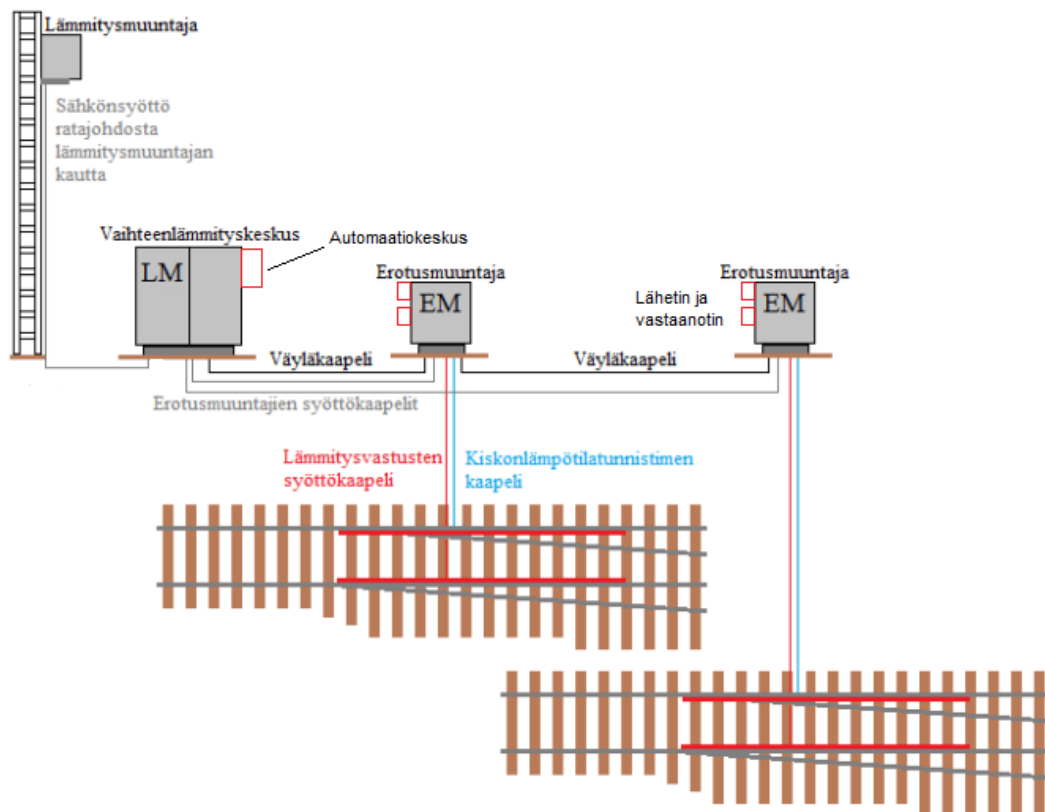 Lämmitysmuuntaja
Sähkönsyöttö
ratajohdosta
lämmitysmuuntajan
kautta
Vaihteenlämmityskeskus
Automaatiokeskus
LM
Erotusmuuntaja
EM
Erotusmuuntaja
EM
Lähetin ja
vastaanotin
Väyläkaapeli
Väyläkaapeli
Erotusmuuntajien syöttökaapelit
Lämmitysvastusten
syöttökaapeli
Kiskonlämpötilatunnistimen
kaapeli